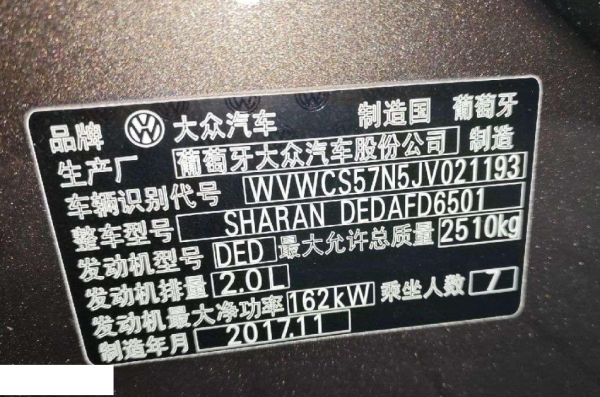 品牌 大众汽车 制造国 葡萄牙
生产厂 葡萄牙大众汽车股份公司 制造
车辆识别代号 WVWCS57N5JV021193
整车型号 SHARAN DEDAFD6501
发动机型号 DED 最大允许总质量 2510kg
发动机排量 2.0L
发动机最大净功率 162kW 乘坐人数 7
制造年月 2017.11